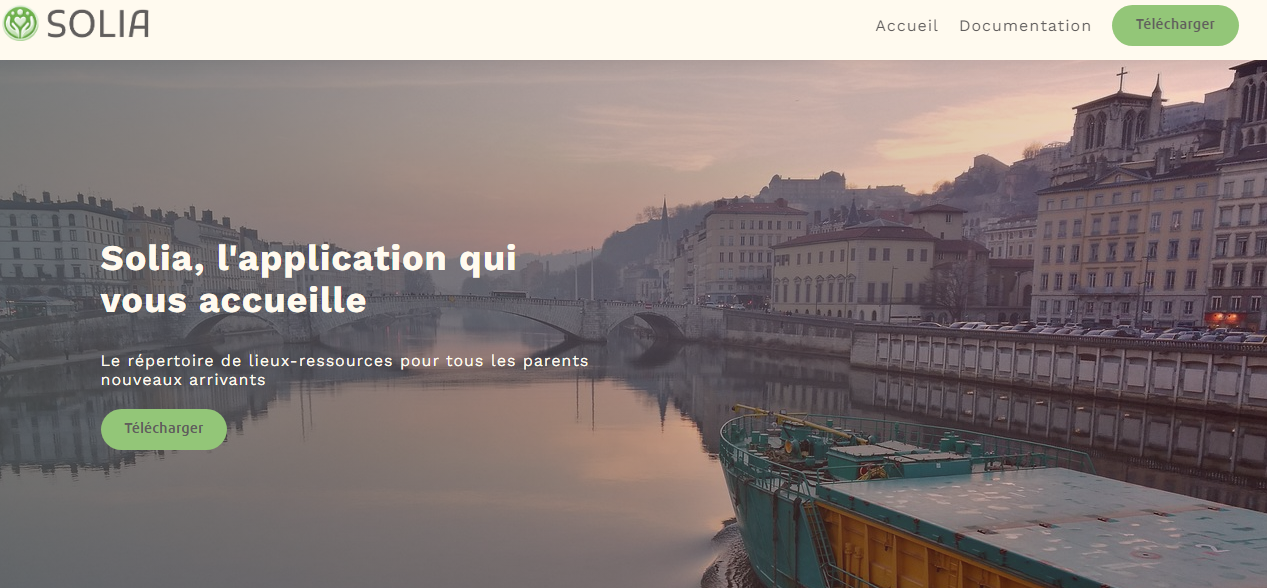 SOLIA
Accueil
Documentation
Télécharger
Solia, l'application qui
vous accueille
Le répertoire de lieux-ressources pour tous les parents
nouveaux arrivants
Télécharger